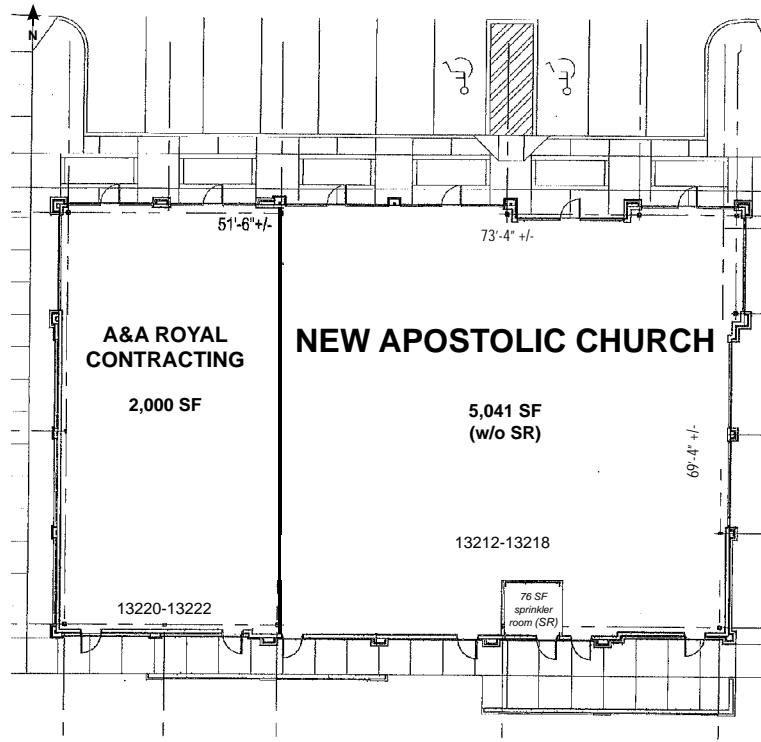 N
51'-6"+/-
73'-4" +/-
A&A ROYAL
CONTRACTING
2,000 SF
NEW APOSTOLIC CHURCH
5,041 SF
(w/o SR)
69'-4" +/-
13212-13218
13220-13222
76 SF
sprinkler
room (SR)